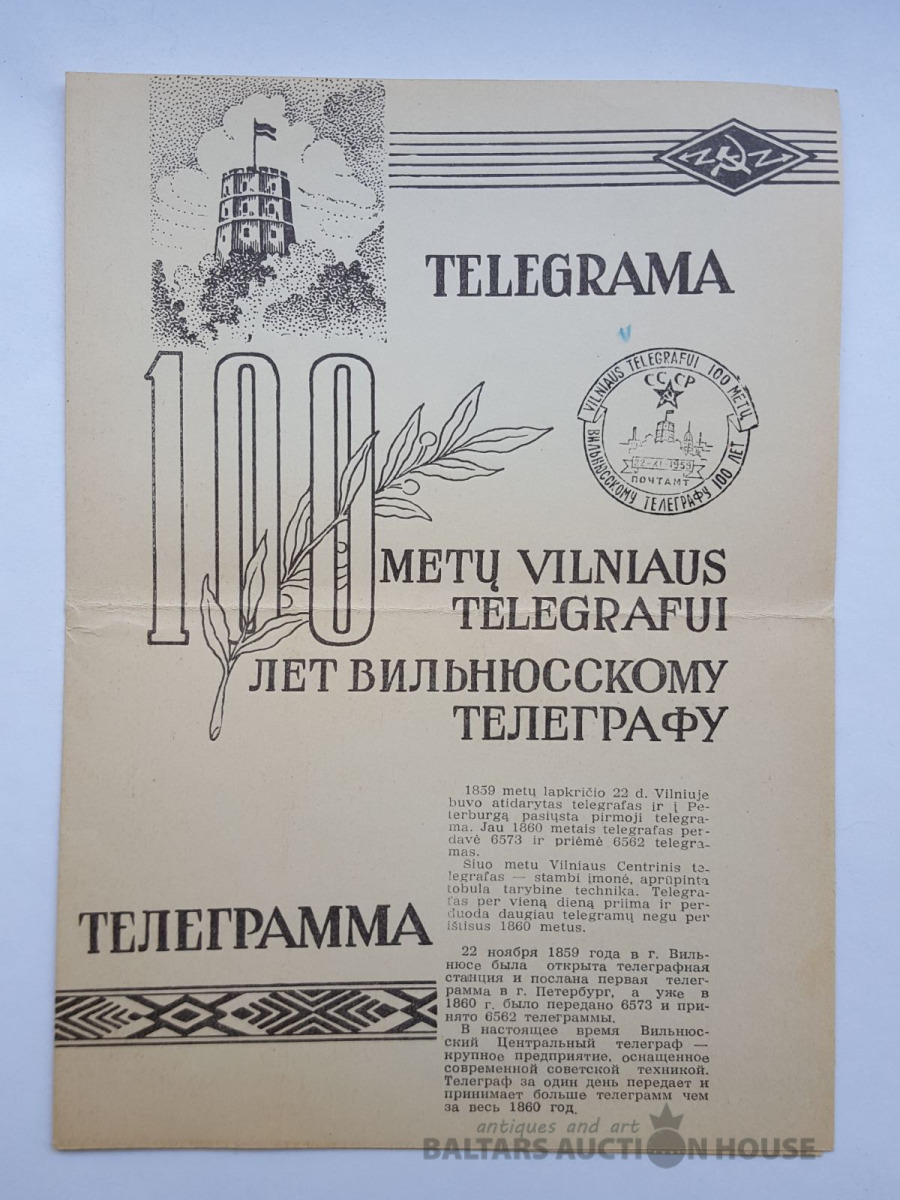 TELEGRAMA
VILNIAUS TELEGRAFUI 100 METŲ
СССР
22-XI-1959
ПОЧТАМТ
ВИЛЬНЮССКОМУ ТЕЛЕГРАФУ 100 ЛЕТ
100 METŲ VILNIAUS
TELEGRAFUI
ЛЕТ ВИЛЬНЮССКОМУ
ТЕЛЕГРАФУ
1859 metų lapkričio 22 d. Vilniuje
buvo atidarytas telegrafas ir į Pe-
terburgą pasiųsta pirmoji telegra-
ma. Jau 1860 metais telegrafas per-
davė 6573 ir priėmė 6562 telegra-
mas.
Šiuo metu Vilniaus Centrinis te-
legrafas — stambi įmonė, aprūpinta
tobula tarybine technika. Telegra-
fas per vieną dieną priima ir per-
duoda daugiau telegramų negu per
ištisus 1860 metus.
ТЕЛЕГРАММА
22 ноября 1859 года в г. Виль-
нюсе была открыта телеграфная
станция и послана первая телег-
рамма в г. Петербург, а уже в
1860 г. было передано 6573 и при-
нято 6562 телеграммы.
В настоящее время Вильнюс-
ский Центральный телеграф —
крупное предприятие, оснащенное
современной советской техникой.
Телеграф за один день передает и
принимает больше телеграмм чем
за весь 1860 год.
antiques and art
BALTARS AUCTION HOUSE